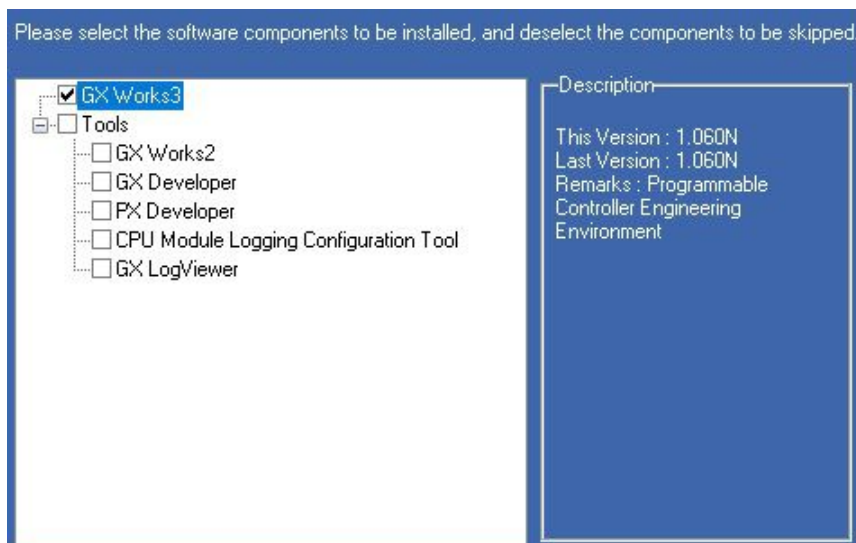 Please select the software components to be installed, and deselect the components to be skipped.
GX Works3
Tools
GX Works2
GX Developer
PX Developer
CPU Module Logging Configuration Tool
GX LogViewer
Description
This Version : 1.060N
Last Version : 1.060N
Remarks : Programmable
Controller Engineering
Environment